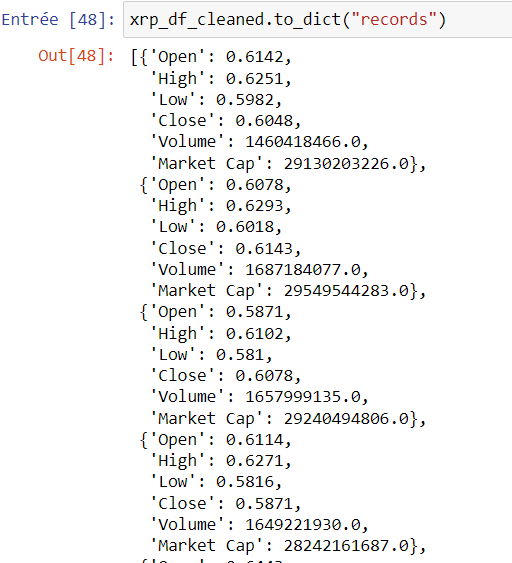 Entrée [48]: xrp_df_cleaned.to_dict("records")
Out[48]: [{'Open': 0.6142,
'High': 0.6251,
'Low': 0.5982,
'Close': 0.6048,
'Volume': 1460418466.0,
'Market Cap': 29130203226.0},
{'Open': 0.6078,
'High': 0.6293,
'Low': 0.6018,
'Close': 0.6143,
'Volume': 1687184077.0,
'Market Cap': 29549544283.0},
{'Open': 0.5871,
'High': 0.6102,
'Low': 0.581,
'Close': 0.6078,
'Volume': 1657999135.0,
'Market Cap': 29240494806.0},
{'Open': 0.6114,
'High': 0.6271,
'Low': 0.5816,
'Close': 0.5871,
'Volume': 1649221930.0,
'Market Cap': 28242161687.0},